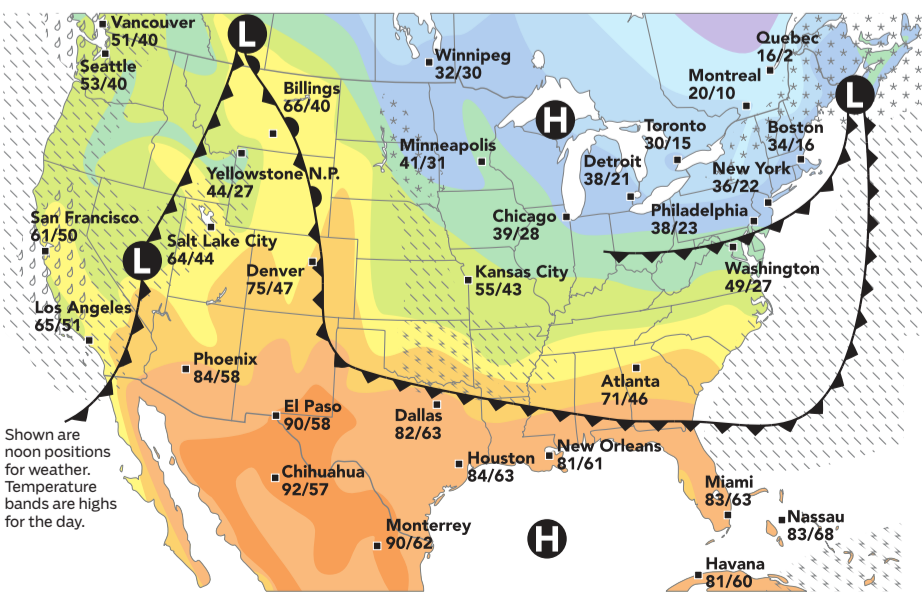 Vancouver
51/40
Seattle
53/40
L
Winnipeg
32/30
Quebec
16/2
Montreal
20/10
L
Billings
66/40
H
Toronto
30/15
Boston
34/16
Minneapolis
41/31
Detroit
38/21
New York
36/22
Yellowstone N.P.
44/27
San Francisco
61/50
Chicago
39/28
Philadelphia
38/23
Salt Lake City
64/44
L
Denver
75/47
Kansas City
55/43
Washington
49/27
Los Angeles
65/51
Phoenix
84/58
Atlanta
71/46
El Paso
90/58
Dallas
82/63
Shown are
noon positions
for weather.
Temperature
bands are highs
for the day.
Houston
84/63
New Orleans
81/61
Chihuahua
92/57
Miami
83/63
Nassau
83/68
Monterrey
90/62
H
Havana
81/60